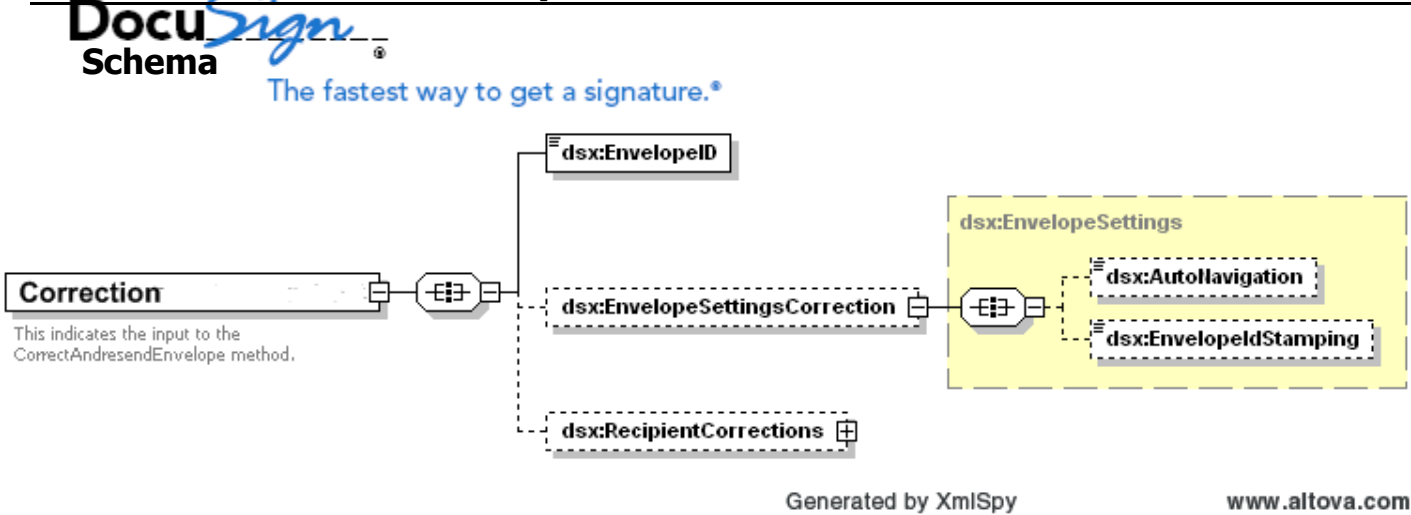 DocuSign®
Schema
The fastest way to get a signature.®
dsx:EnvelopeID
dsx:EnvelopeSettings
dsx:AutoNavigation
Correction
dsx:EnvelopeSettingsCorrection
This indicates the input to the
CorrectAndresendEnvelope method.
dsx:EnvelopeIdStamping
dsx:RecipientCorrections
Generated by XmlSpy
www.altova.com